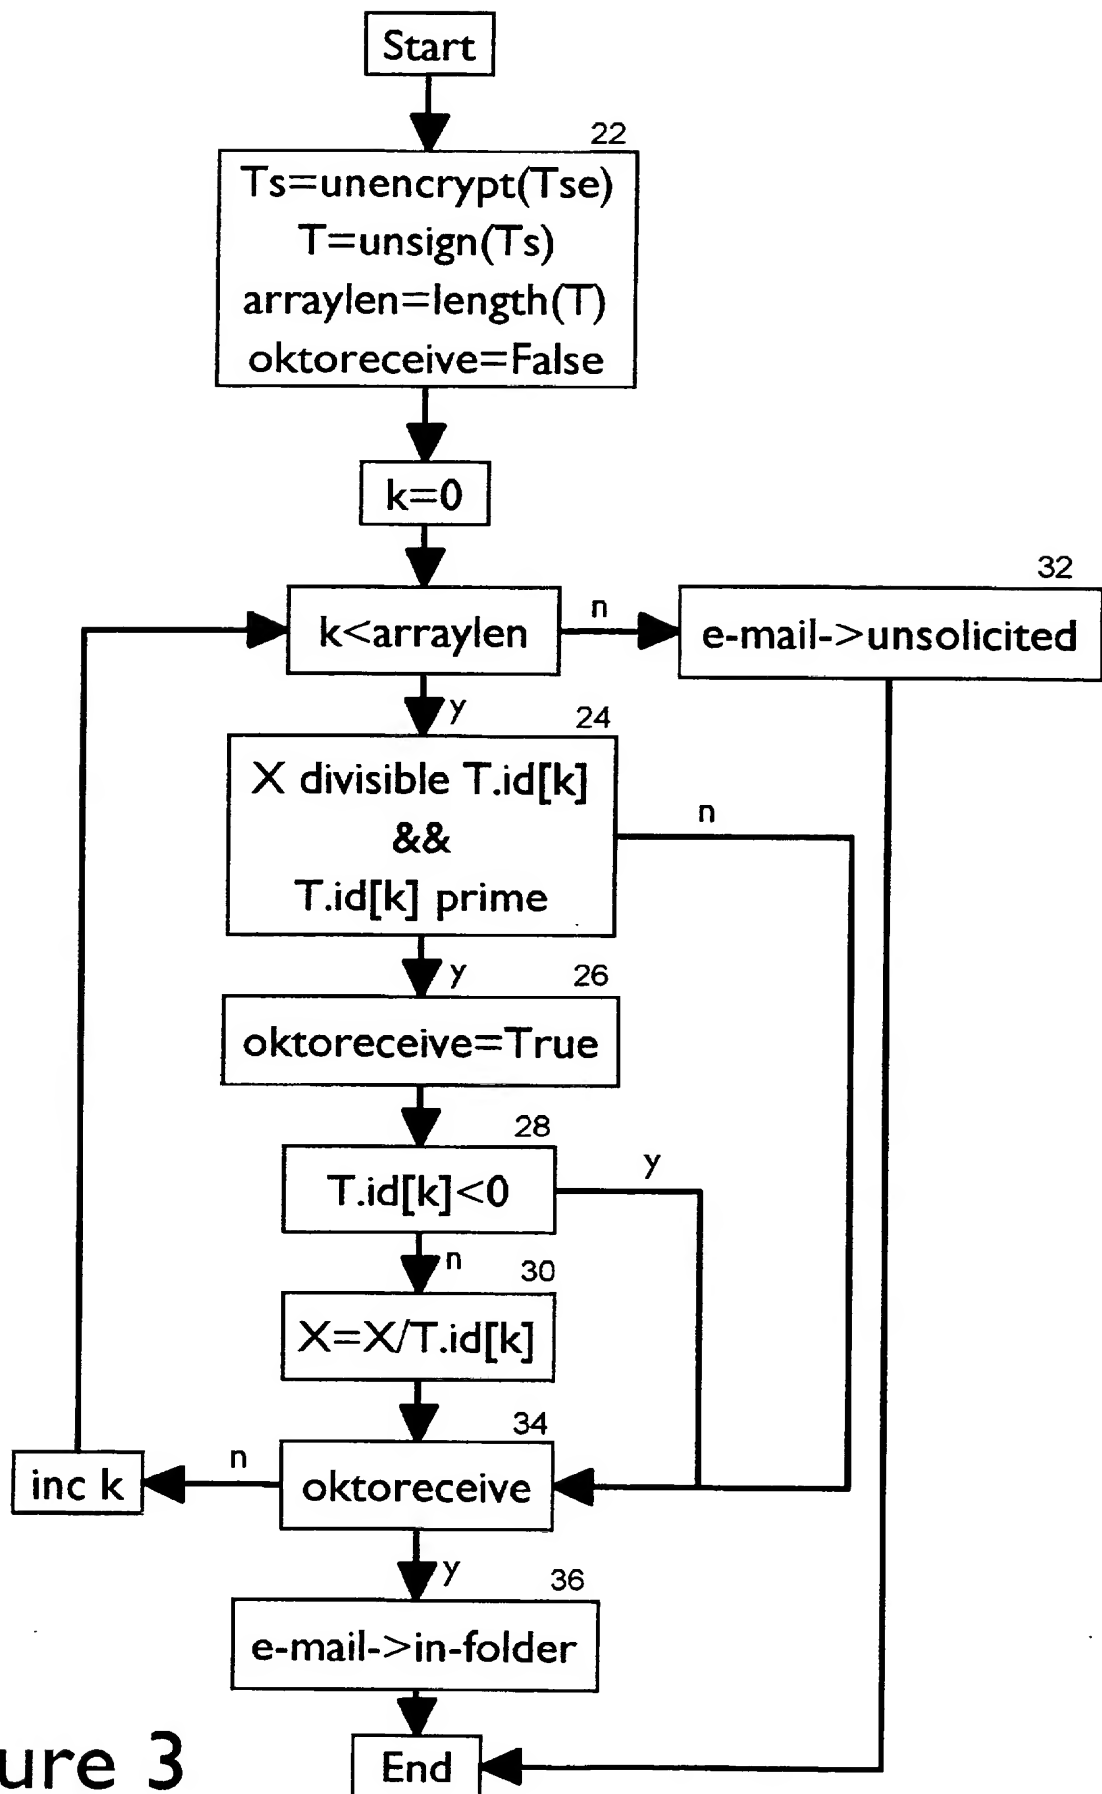 Start
22
Ts=unencrypt(Tse)
T=unsign(Ts)
arraylen=length(T)
oktoreceive=False
k=0
32
k<arraylen
n
e-mail->unsolicited
y
24
X divisible T.id[k]
&&
T.id[k] prime
n
y
26
oktoreceive=True
28
T.id[k]<0
y
n
30
X=X/T.id[k]
34
inc k
n
oktoreceive
y
36
e-mail->in-folder
ure 3
End